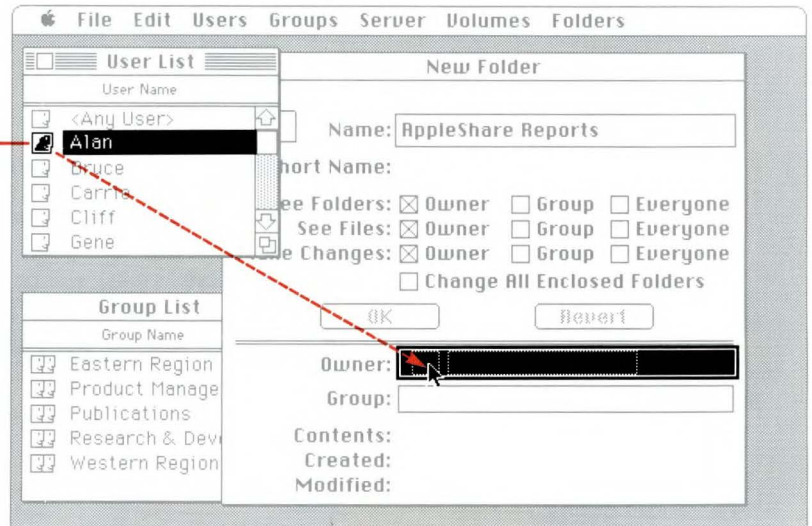 File Edit Users Groups Server Volumes Folders
User List
User Name
<Any User>
Alan
Bruce
Carrie
Cliff
Gene
Group List
Group Name
Eastern Region
Product Manage
Publications
Research & Dev
Western Region
New Folder
Name: AppleShare Reports
hort Name:
ee Folders: Owner Group Everyone
See Files: Owner Group Everyone
Changes: Owner Group Everyone
Change All Enclosed Folders
OK Revert
Owner:
Group:
Contents:
Created:
Modified: